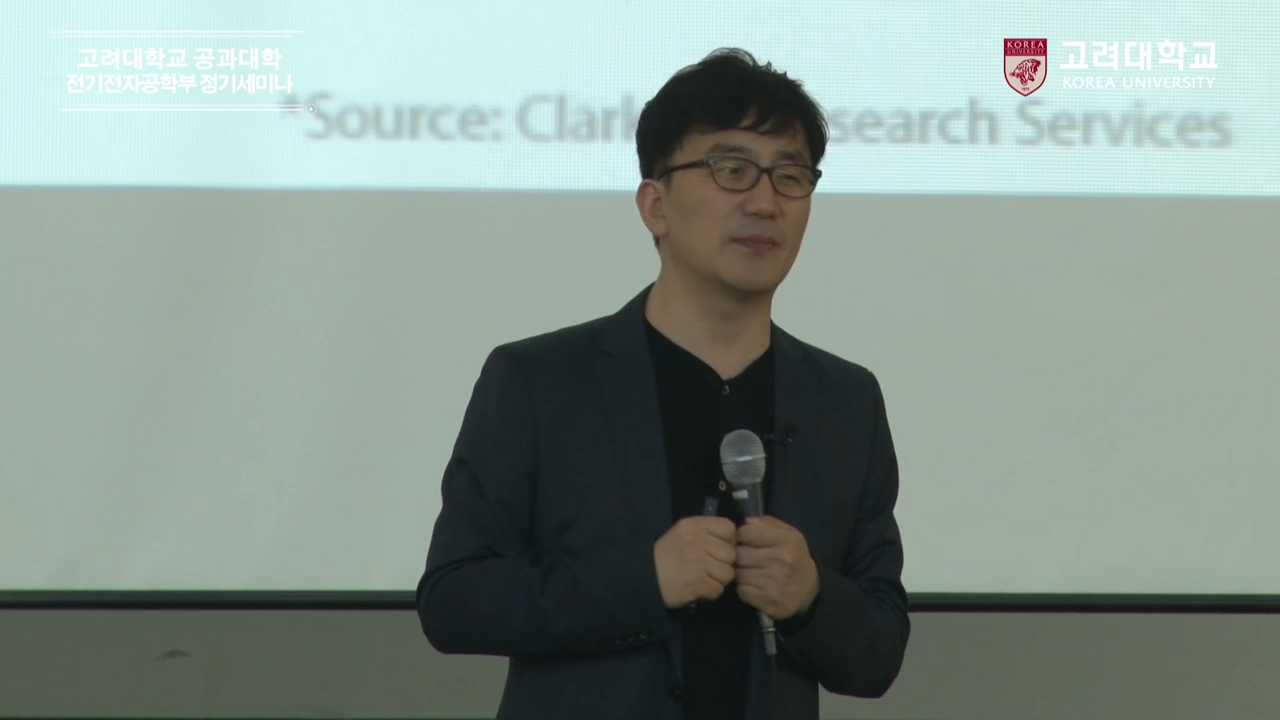 고려대학교 공과대학
전기전자공학부 정기세미나
KOREA
UNIVERSITY
고려대학교
KOREA UNIVERSITY
*Source: Clark search Services